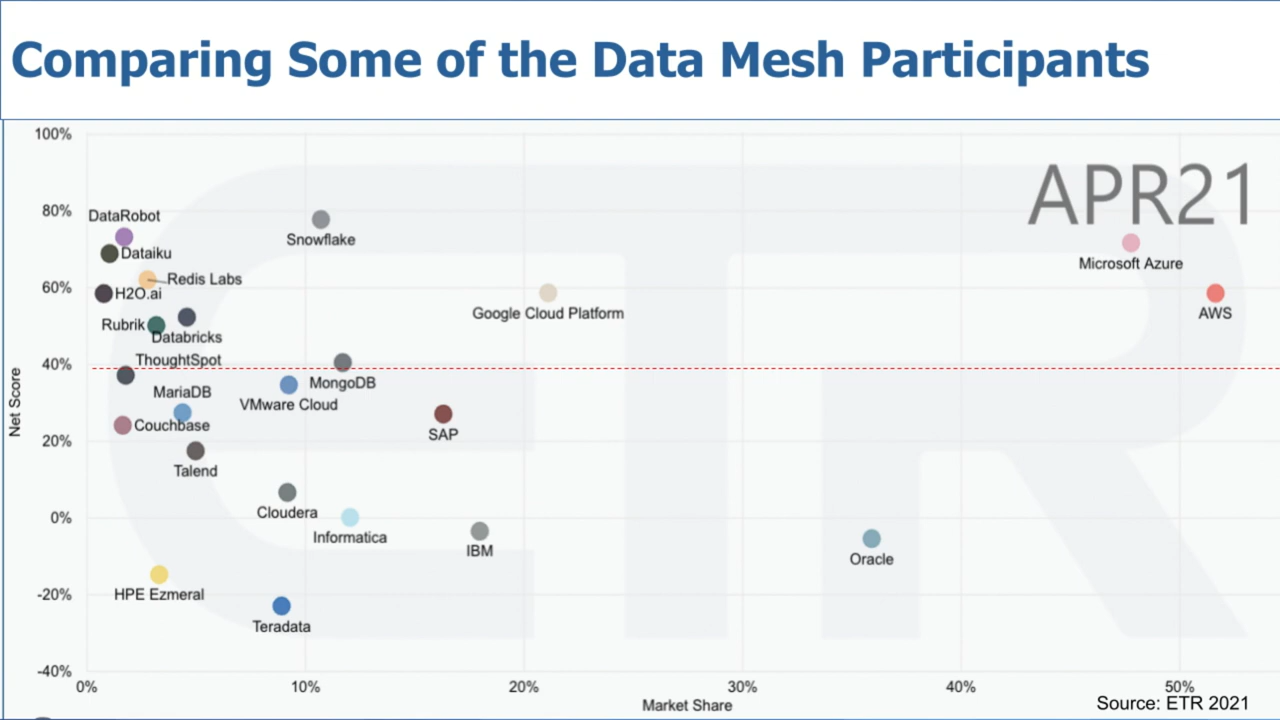 Comparing Some of the Data Mesh Participants
APR21
100%
80%
60%
40%
20%
0%
-20%
-40%
Net Score
DataRobot
Dataiku
Snowflake
Microsoft Azure
Redis Labs
H2O.ai
Google Cloud Platform
AWS
Rubrik
Databricks
ThoughtSpot
MongoDB
MariaDB
VMware Cloud
Couchbase
SAP
Talend
Cloudera
Informatica
IBM
Oracle
HPE Ezmeral
Teradata
0%
10%
20%
30%
40%
50%
Market Share
Source: ETR 2021
ETR